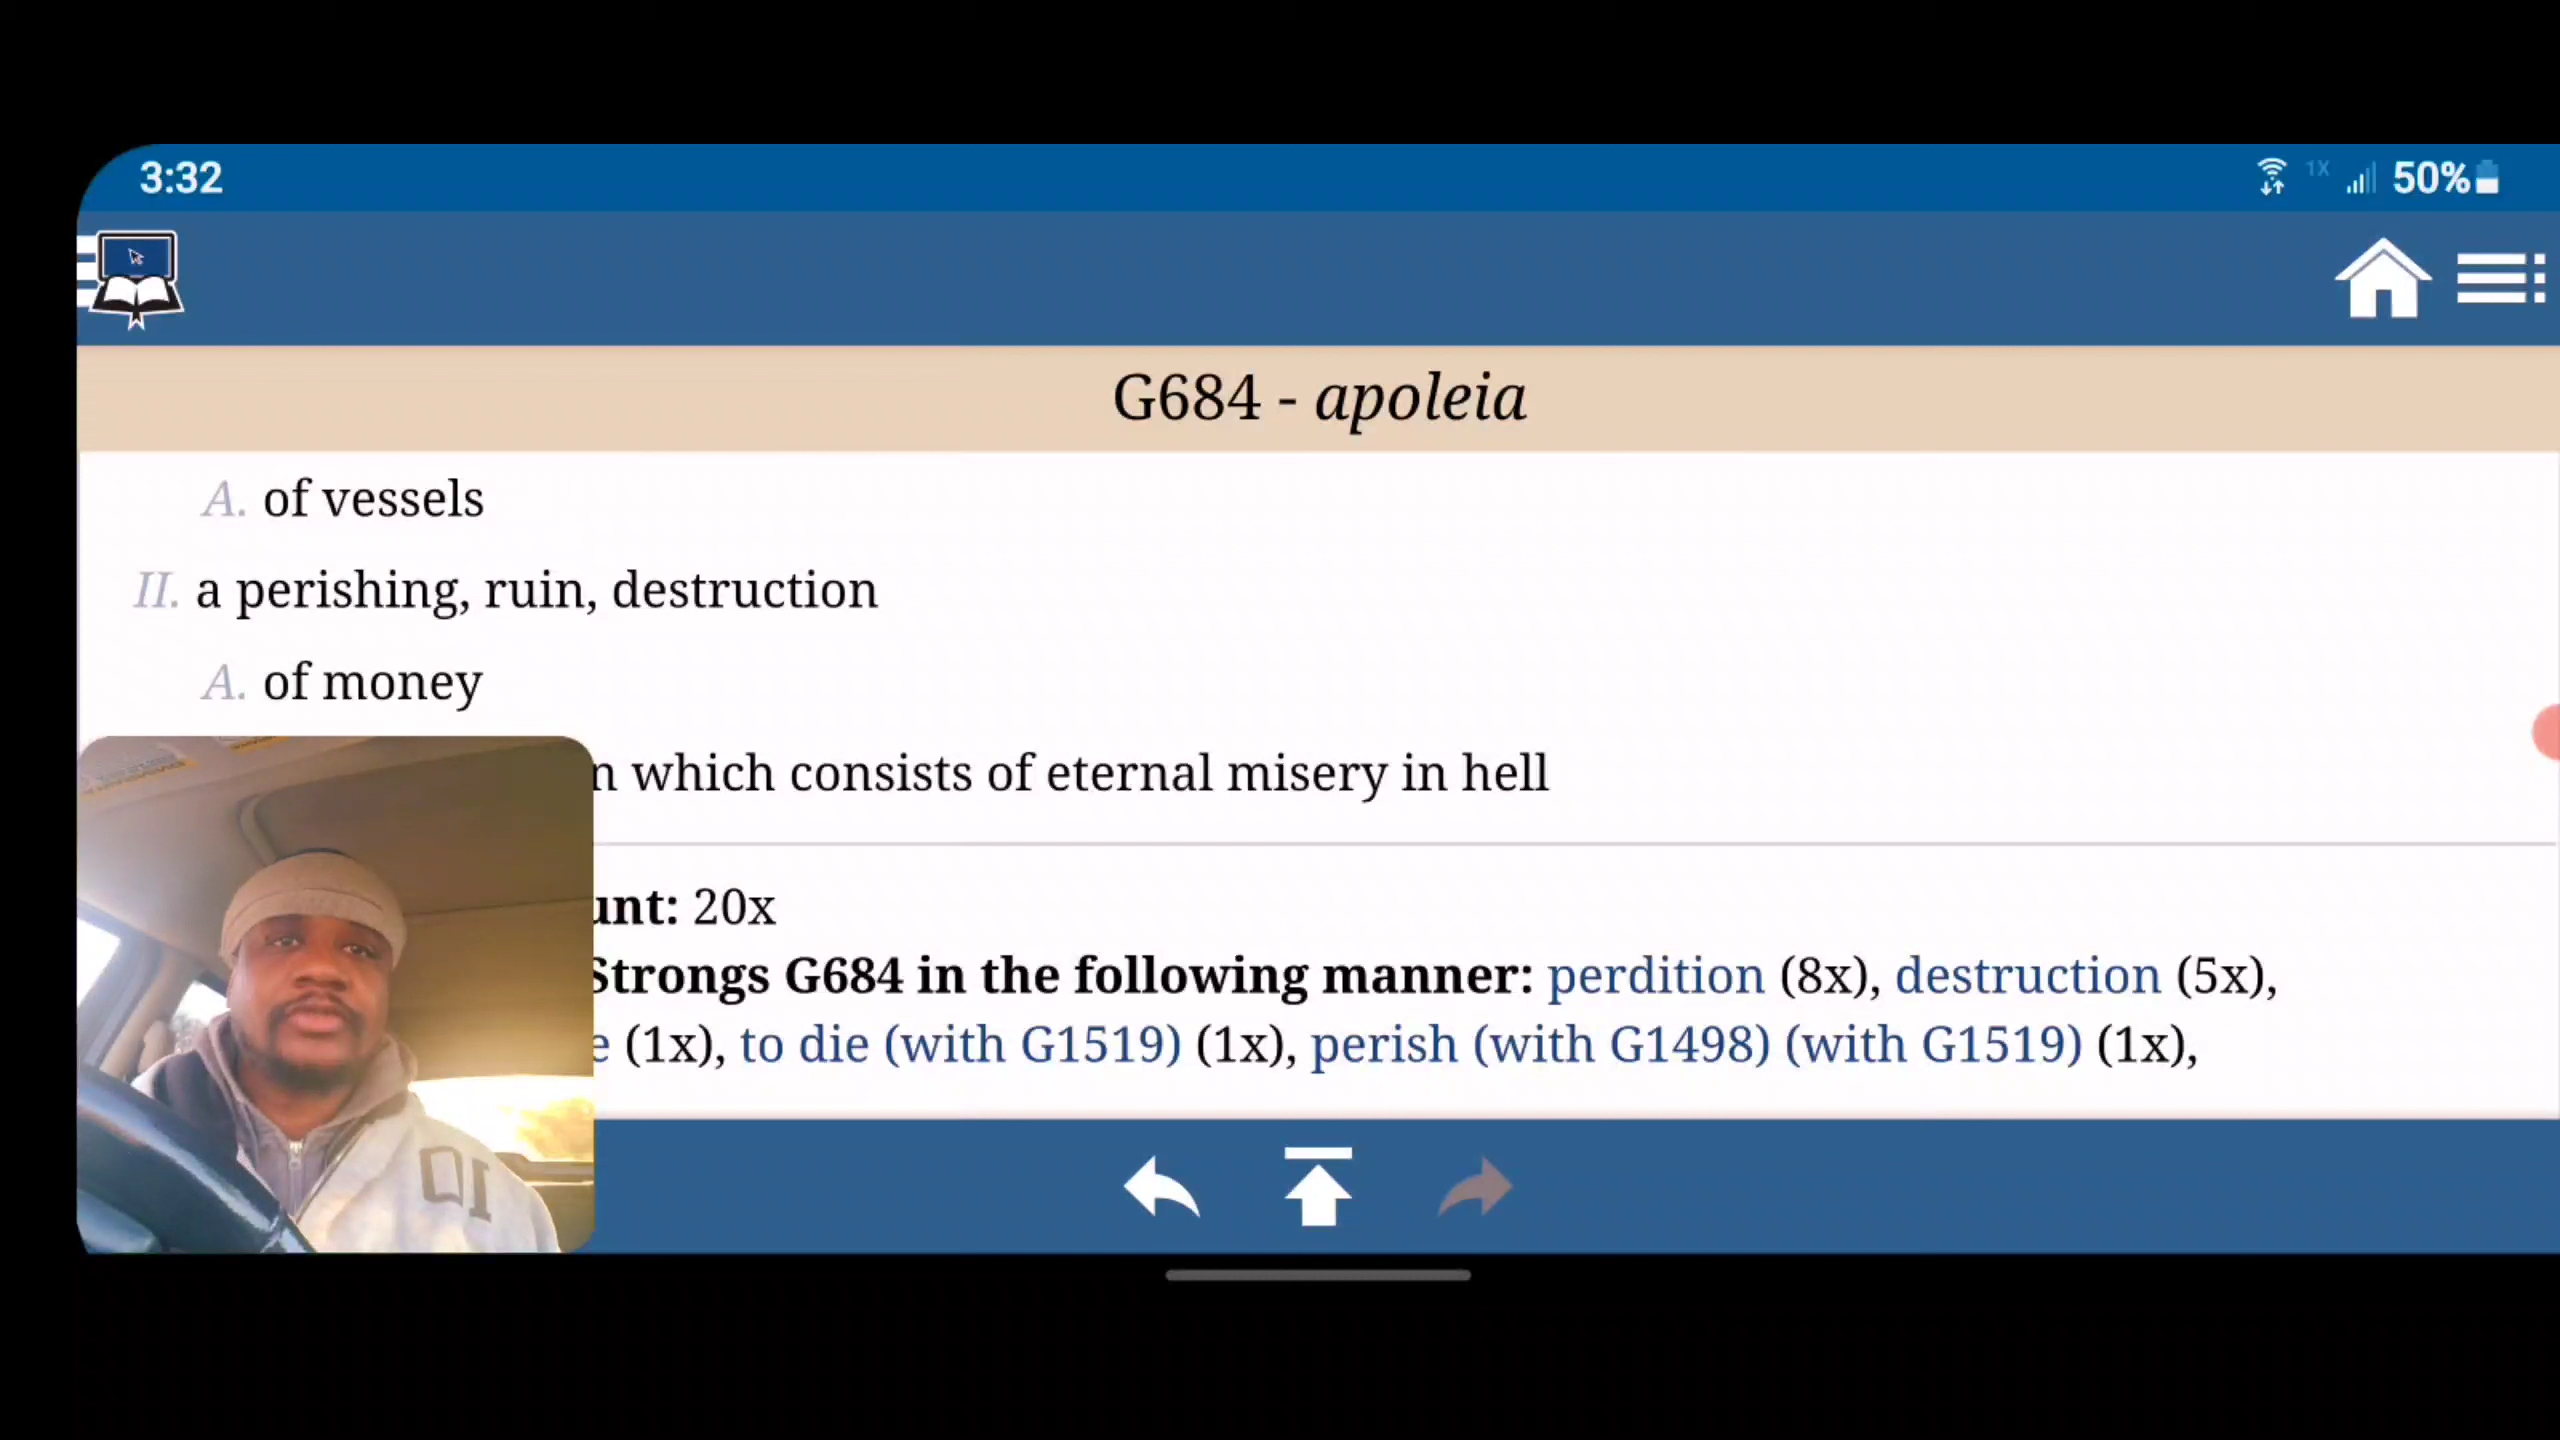 3:32
1X
50%
G684 - apoleia
A. of vessels
II. a perishing, ruin, destruction
A. of money
n which consists of eternal misery in hell
unt: 20x
Strongs G684 in the following manner: perdition (8x), destruction (5x),
e (1x), to die (with G1519) (1x), perish (with G1498) (with G1519) (1x),